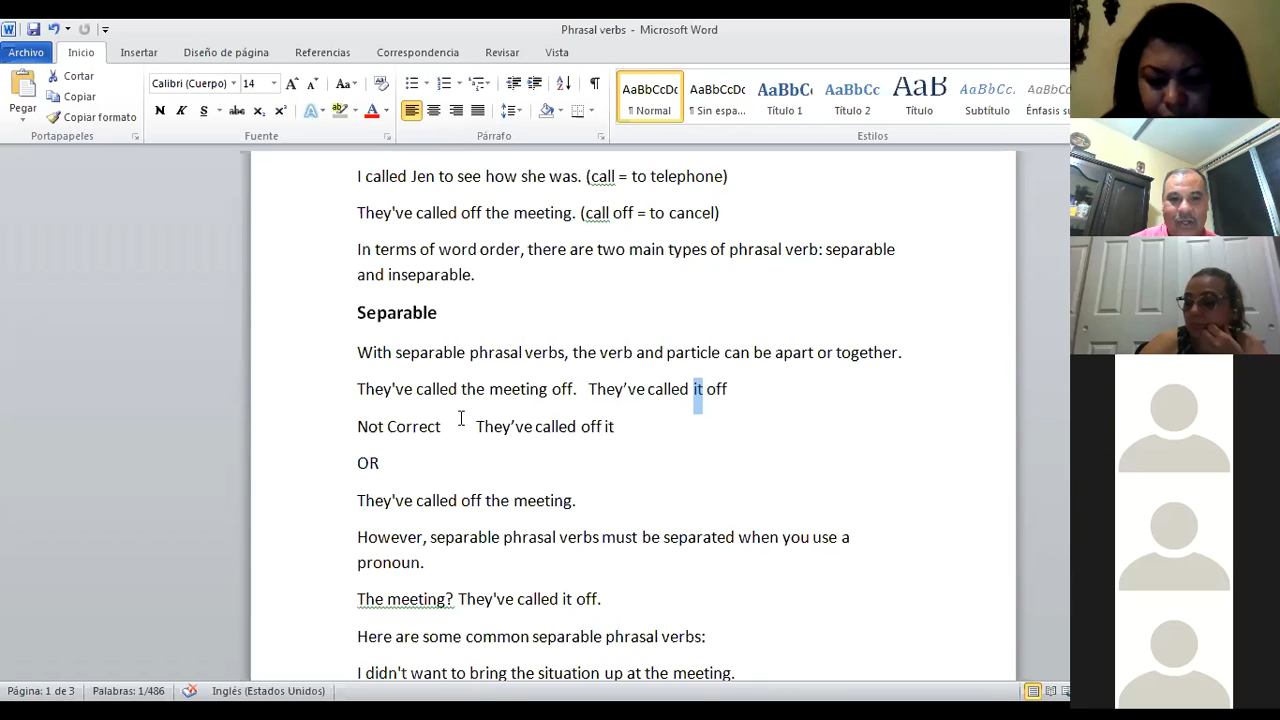 Phrasal verbs - Microsoft Word
Archivo Inicio Insertar Diseño de página Referencias Correspondencia Revisar Vista
Pegar
Cortar
Copiar
Copiar formato
Portapapeles
Calibri (Cuerpo) 14
N K S abc x₂ x² A A
Fuente
Párrafo
AaBbCcDc AaBbCcDc AaBbC AaBbCc AaB AaBbCc. AaBbCc
¶ Normal ¶ Sin espa... Título 1 Título 2 Título Subtítulo Énfasis su
Estilos
I called Jen to see how she was. (call = to telephone)
They've called off the meeting. (call off = to cancel)
In terms of word order, there are two main types of phrasal verb: separable
and inseparable.
Separable
With separable phrasal verbs, the verb and particle can be apart or together.
They've called the meeting off. They’ve called it off
Not Correct They’ve called off it
OR
They've called off the meeting.
However, separable phrasal verbs must be separated when you use a
pronoun.
The meeting? They've called it off.
Here are some common separable phrasal verbs:
I didn't want to bring the situation up at the meeting.
Página: 1 de 3 Palabras: 1/486 Inglés (Estados Unidos)